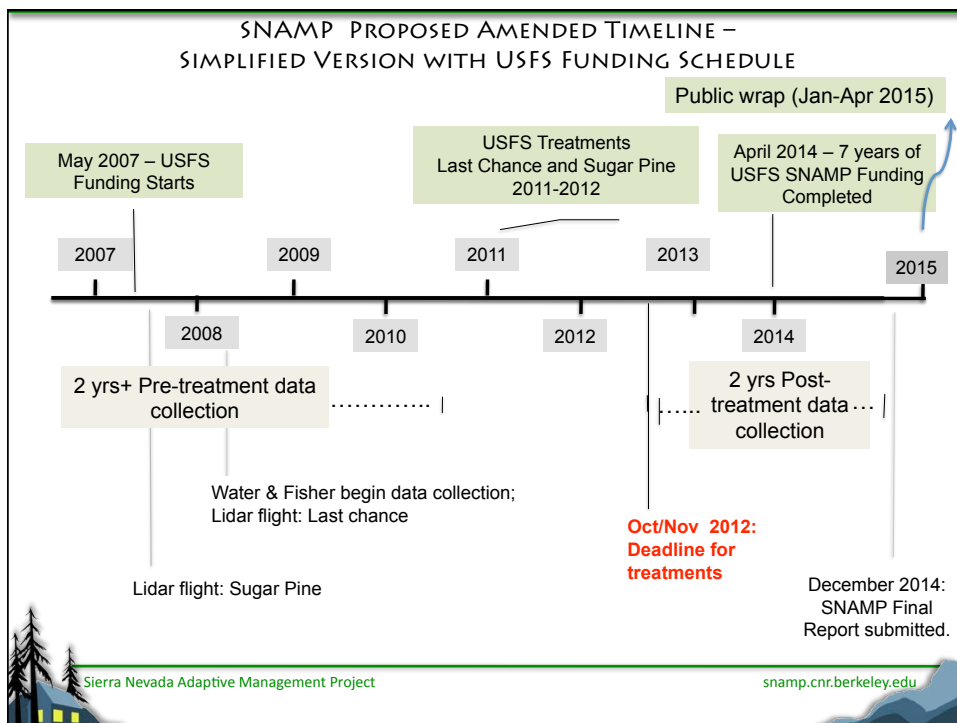 SNAMP Proposed Amended Timeline –
Simplified Version with USFS Funding Schedule
Public wrap (Jan-Apr 2015)
May 2007 – USFS
Funding Starts
USFS Treatments
Last Chance and Sugar Pine
2011-2012
April 2014 – 7 years of
USFS SNAMP Funding
Completed
2007
2009
2011
2013
2015
2008
2010
2012
2014
2 yrs+ Pre-treatment data
collection
2 yrs Post-
treatment data
collection
Water & Fisher begin data collection;
Lidar flight: Last chance
Oct/Nov 2012:
Deadline for
treatments
Lidar flight: Sugar Pine
December 2014:
SNAMP Final
Report submitted.
Sierra Nevada Adaptive Management Project
snamp.cnr.berkeley.edu